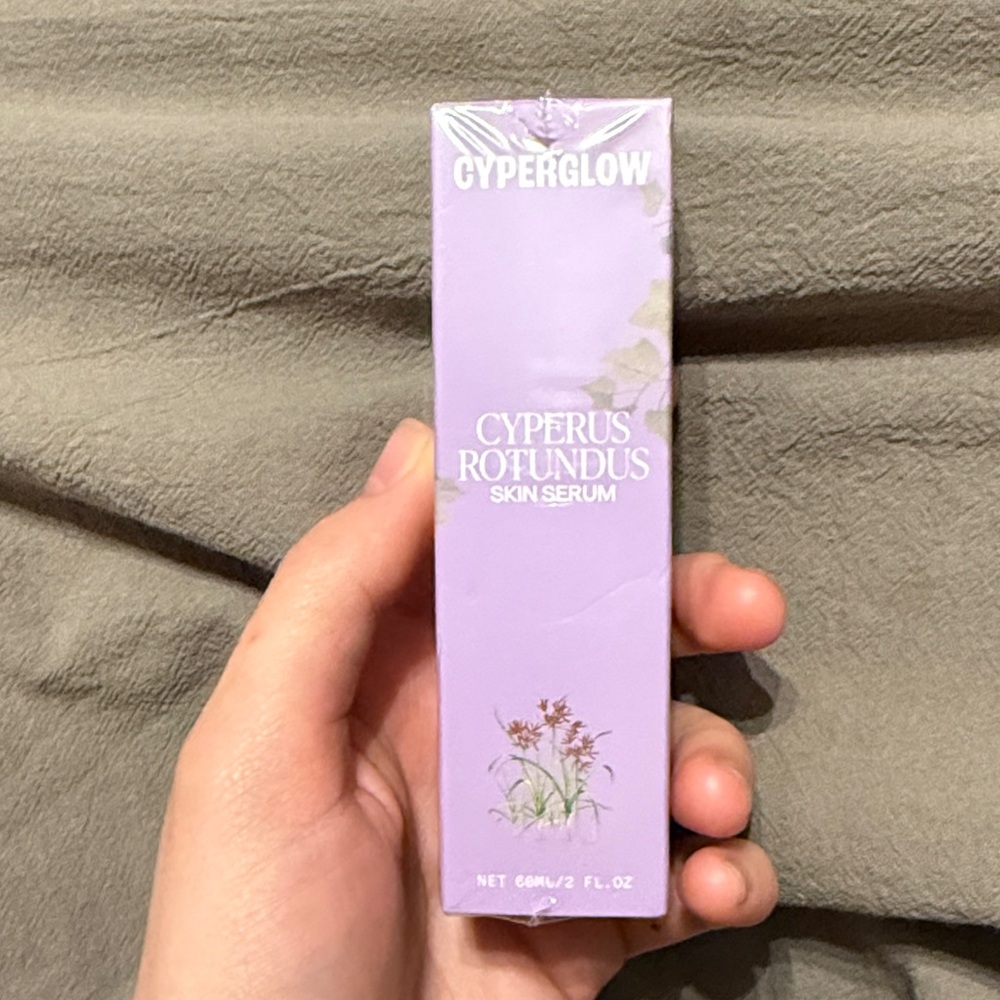 CYPERGLOW
CYPERUS
ROTUNDUS
SKIN SERUM
NET 60ML/2 FL.OZ